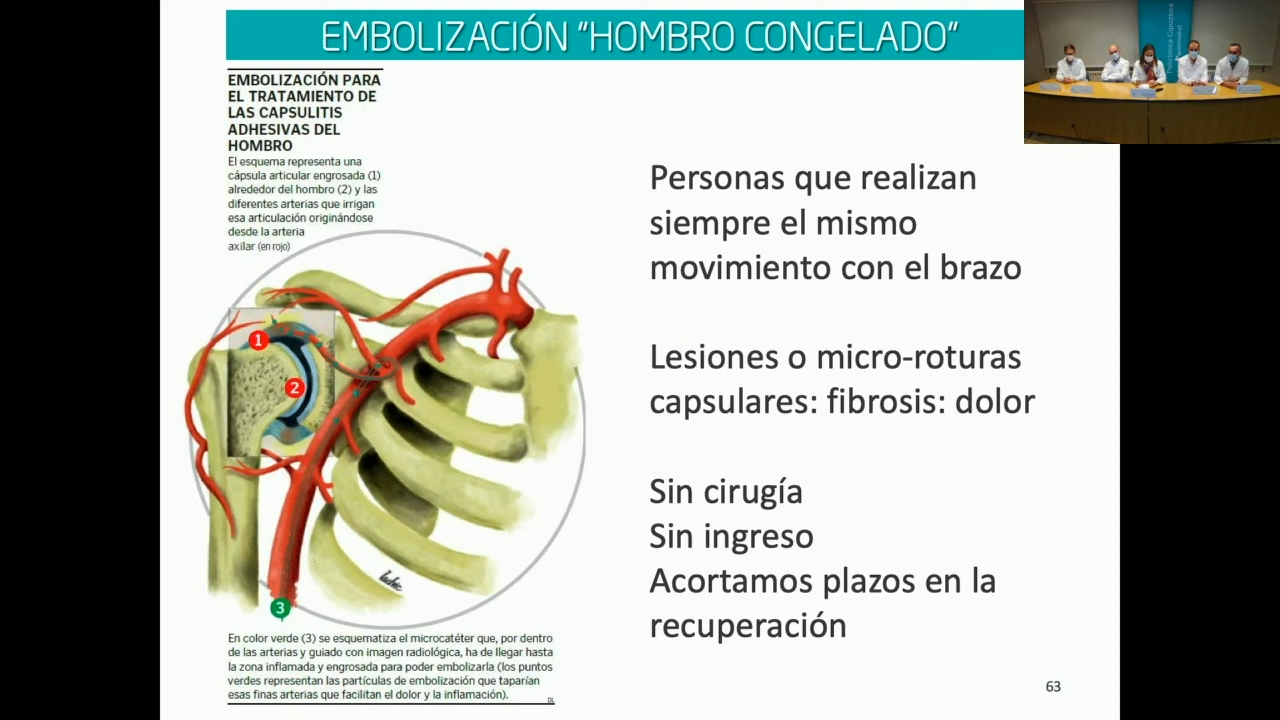 EMBOLIZACIÓN “HOMBRO CONGELADO”
EMBOLIZACIÓN PARA
EL TRATAMIENTO DE
LAS CAPSULITIS
ADHESIVAS DEL
HOMBRO
El esquema representa una
cápsula articular engrosada (1)
alrededor del hombro (2) y las
diferentes arterias que irrigan
esa articulación originándose
desde la arteria
axilar (en rojo)
1
2
3
En color verde (3) se esquematiza el microcatéter que, por dentro
de las arterias y guiado con imagen radiológica, ha de llegar hasta
la zona inflamada y engrosada para poder embolizarla (los puntos
verdes representan las partículas de embolización que taparían
esas finas arterias que facilitan el dolor y la inflamación).
Personas que realizan
siempre el mismo
movimiento con el brazo
Lesiones o micro-roturas
capsulares: fibrosis: dolor
Sin cirugía
Sin ingreso
Acortamos plazos en la
recuperación
63
Policlínica Gipuzkoa